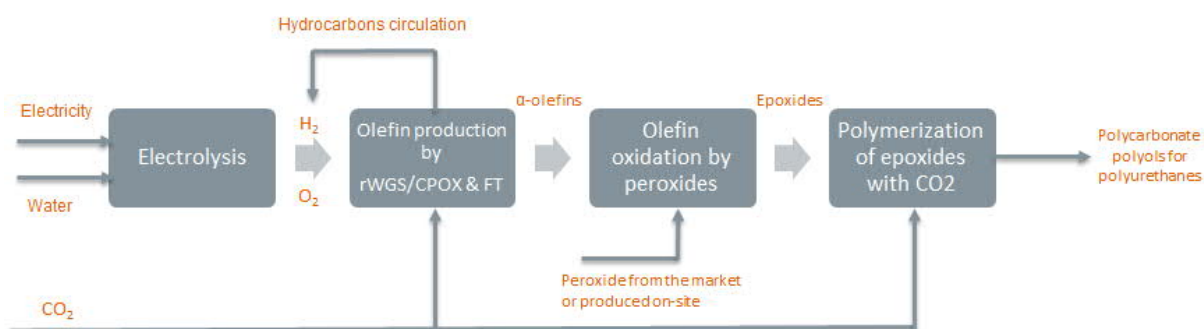 Hydrocarbons circulation
Electricity
Water
Electrolysis
H₂
O₂
Olefin production
by
rWGS/CPOX & FT
α-olefins
Olefin
oxidation by
peroxides
Peroxide from the market
or produced on-site
Epoxides
Polymerization
of epoxides
with CO2
Polycarbonate
polyols for
polyurethanes
CO₂